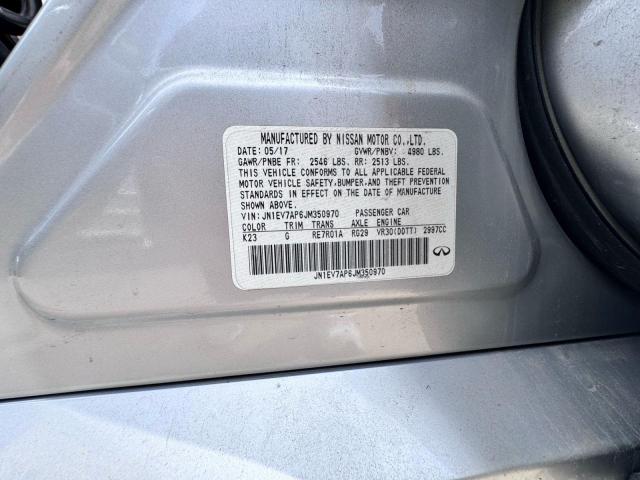 MANUFACTURED BY NISSAN MOTOR CO.,LTD.
DATE: 05/17 GVWR/PNBV: 4980 LBS.
GAWR/PNBE FR: 2546 LBS. RR: 2513 LBS.
THIS VEHICLE CONFORMS TO ALL APPLICABLE FEDERAL
MOTOR VEHICLE SAFETY,BUMPER,AND THEFT PREVENTION
STANDARDS IN EFFECT ON THE DATE OF MANUFACTURE
SHOWN ABOVE.
VIN: JN1EV7AP6JM350970 PASSENGER CAR
COLOR TRIM TRANS AXLE ENGINE
K23 G RE7R01A RG29 VR30(DDTT) 2997CC
JN1EV7AP6JM350970